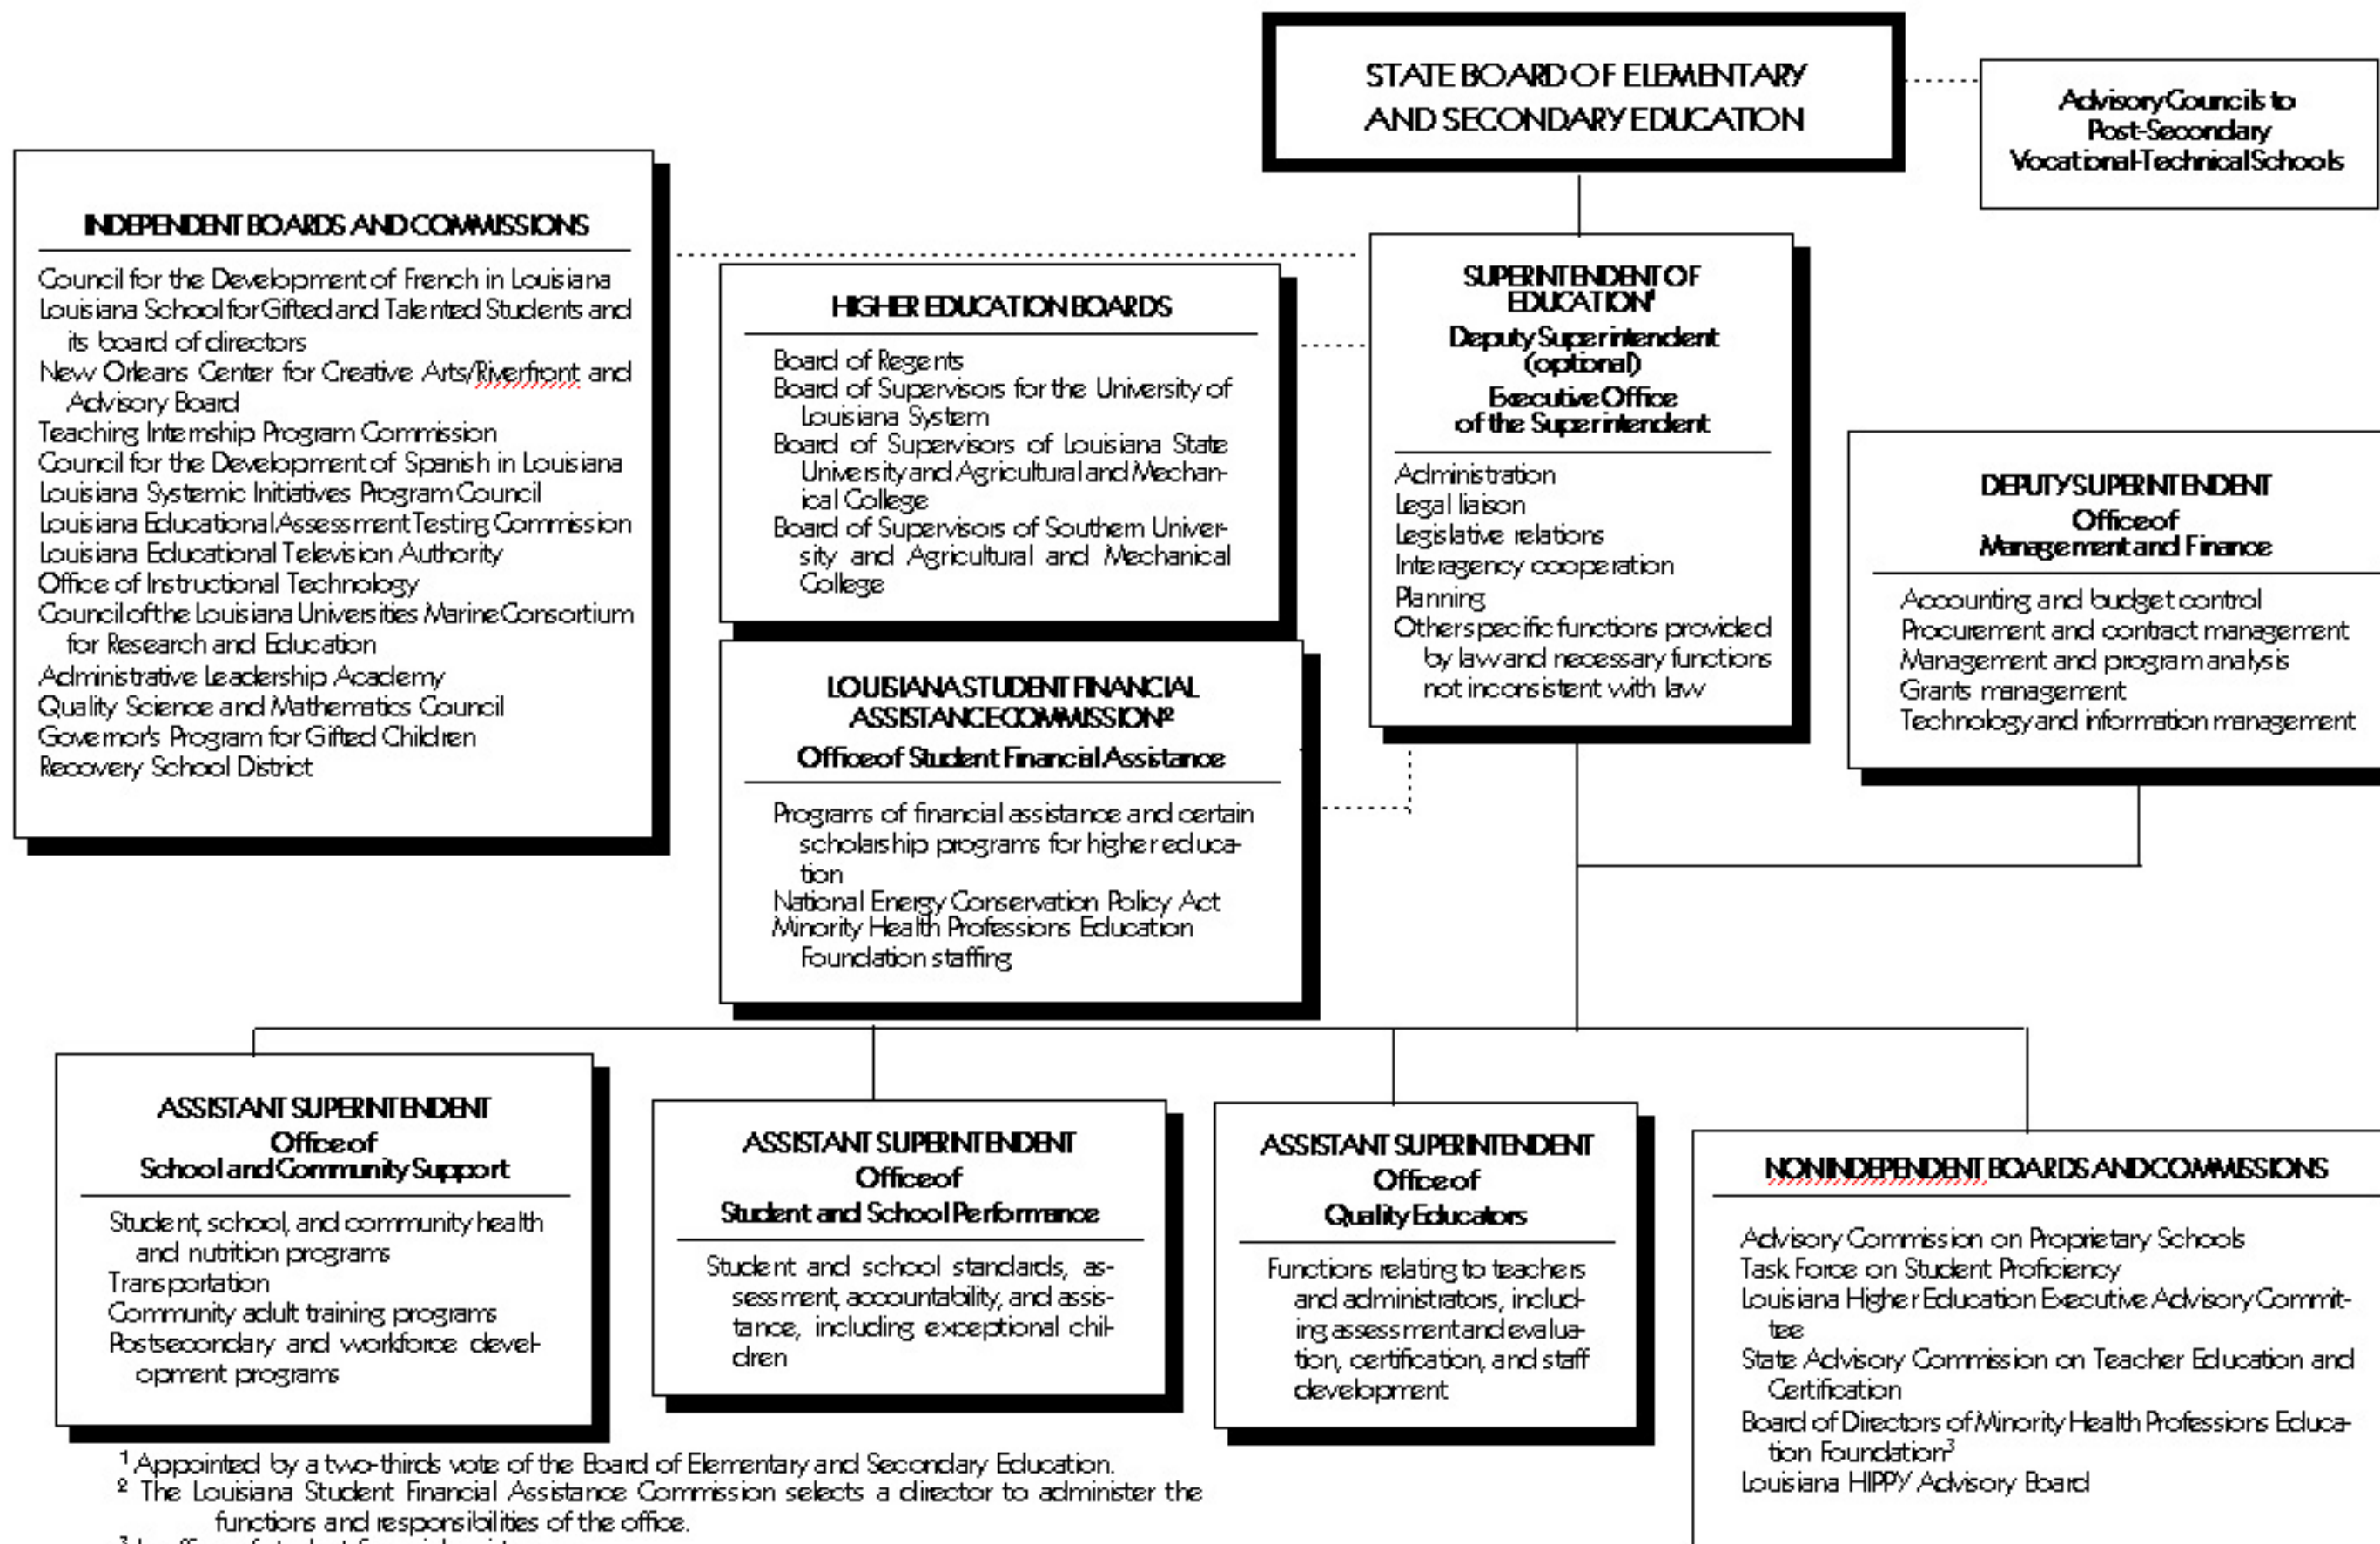 STATE BOARD OF ELEMENTARY
AND SECONDARY EDUCATION
Advisory Councils to
Post-Secondary
Vocational-Technical Schools
INDEPENDENT BOARDS AND COMMISSIONS
Council for the Development of French in Louisiana
Louisiana School for Gifted and Talented Students and
its board of directors
New Orleans Center for Creative Arts/Riverfront and
Advisory Board
Teaching Internship Program Commission
Council for the Development of Spanish in Louisiana
Louisiana Systemic Initiatives Program Council
Louisiana Educational Assessment Testing Commission
Louisiana Educational Television Authority
Office of Instructional Technology
Council of the Louisiana Universities Marine Consortium
for Research and Education
Administrative Leadership Academy
Quality Science and Mathematics Council
Governor's Program for Gifted Children
Recovery School District
HIGHER EDUCATION BOARDS
Board of Regents
Board of Supervisors for the University of
Louisiana System
Board of Supervisors of Louisiana State
University and Agricultural and Mechan-
ical College
Board of Supervisors of Southern Univer-
sity and Agricultural and Mechanical
College
SUPERINTENDENT OF
EDUCATION¹
Deputy Superintendent
(optional)
Executive Office
of the Superintendent
Administration
Legal liaison
Legislative relations
Interagency cooperation
Planning
Other specific functions provided
by law and necessary functions
not inconsistent with law
DEPUTY SUPERINTENDENT
Office of
Management and Finance
Accounting and budget control
Procurement and contract management
Management and program analysis
Grants management
Technology and information management
LOUISIANA STUDENT FINANCIAL
ASSISTANCE COMMISSION²
Office of Student Financial Assistance
Programs of financial assistance and certain
scholarship programs for higher educa-
tion
National Energy Conservation Policy Act
Minority Health Professions Education
Foundation staffing
ASSISTANT SUPERINTENDENT
Office of
School and Community Support
Student, school, and community health
and nutrition programs
Transportation
Community adult training programs
Postsecondary and workforce devel-
opment programs
ASSISTANT SUPERINTENDENT
Office of
Student and School Performance
Student and school standards, as-
sessment, accountability, and assis-
tance, including exceptional chil-
dren
ASSISTANT SUPERINTENDENT
Office of
Quality Educators
Functions relating to teachers
and administrators, includ-
ing assessment and evalua-
tion, certification, and staff
development
NONINDEPENDENT BOARDS AND COMMISSIONS
Advisory Commission on Proprietary Schools
Task Force on Student Proficiency
Louisiana Higher Education Executive Advisory Commit-
tee
State Advisory Commission on Teacher Education and
Certification
Board of Directors of Minority Health Professions Educa-
tion Foundation³
Louisiana HIPPY Advisory Board
¹ Appointed by a two-thirds vote of the Board of Elementary and Secondary Education.
² The Louisiana Student Financial Assistance Commission selects a director to administer the
functions and responsibilities of the office.